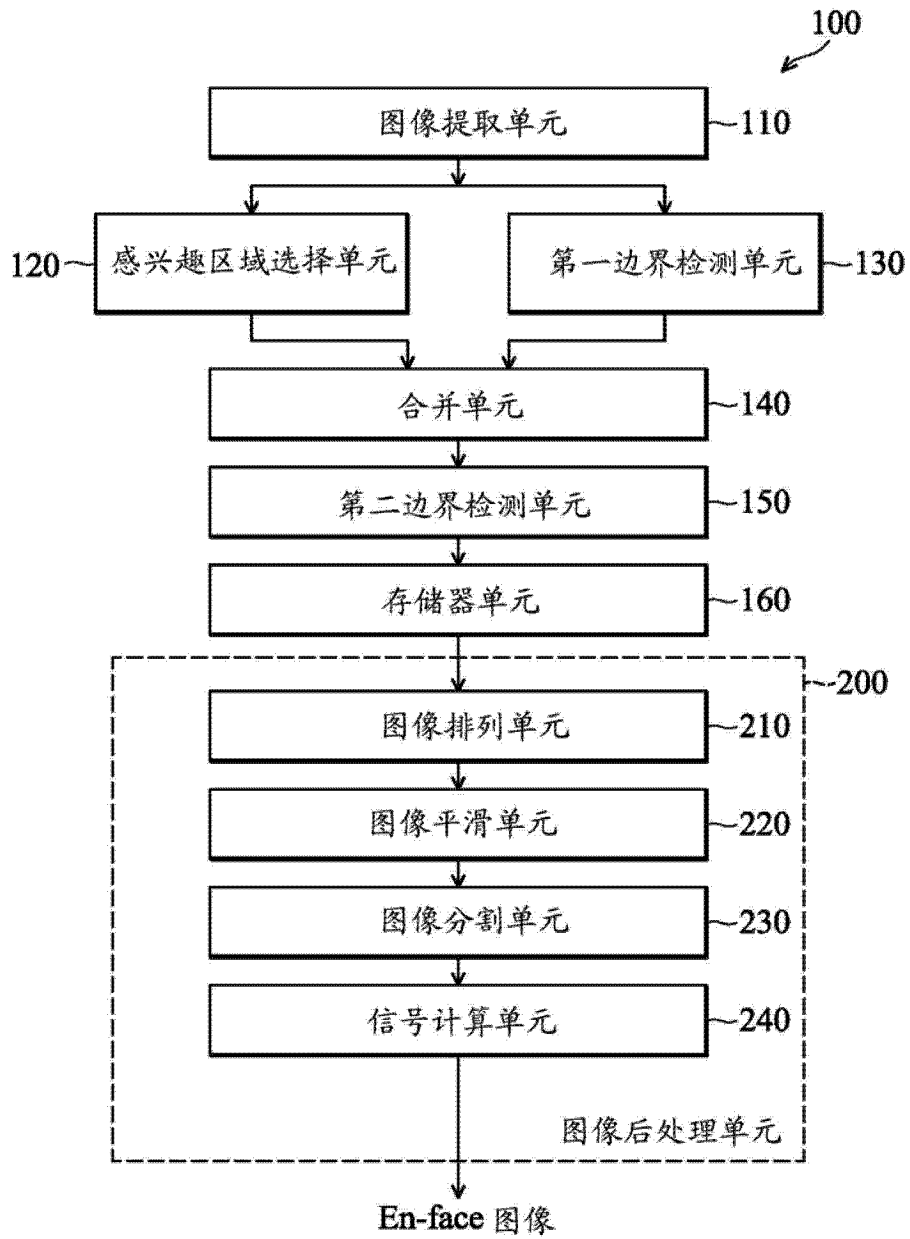 100
图像提取单元 110
120 感兴趣区域选择单元 第一边界检测单元 130
合并单元 140
第二边界检测单元 150
存储器单元 160
200
图像排列单元 210
图像平滑单元 220
图像分割单元 230
信号计算单元 240
图像后处理单元
En-face 图像